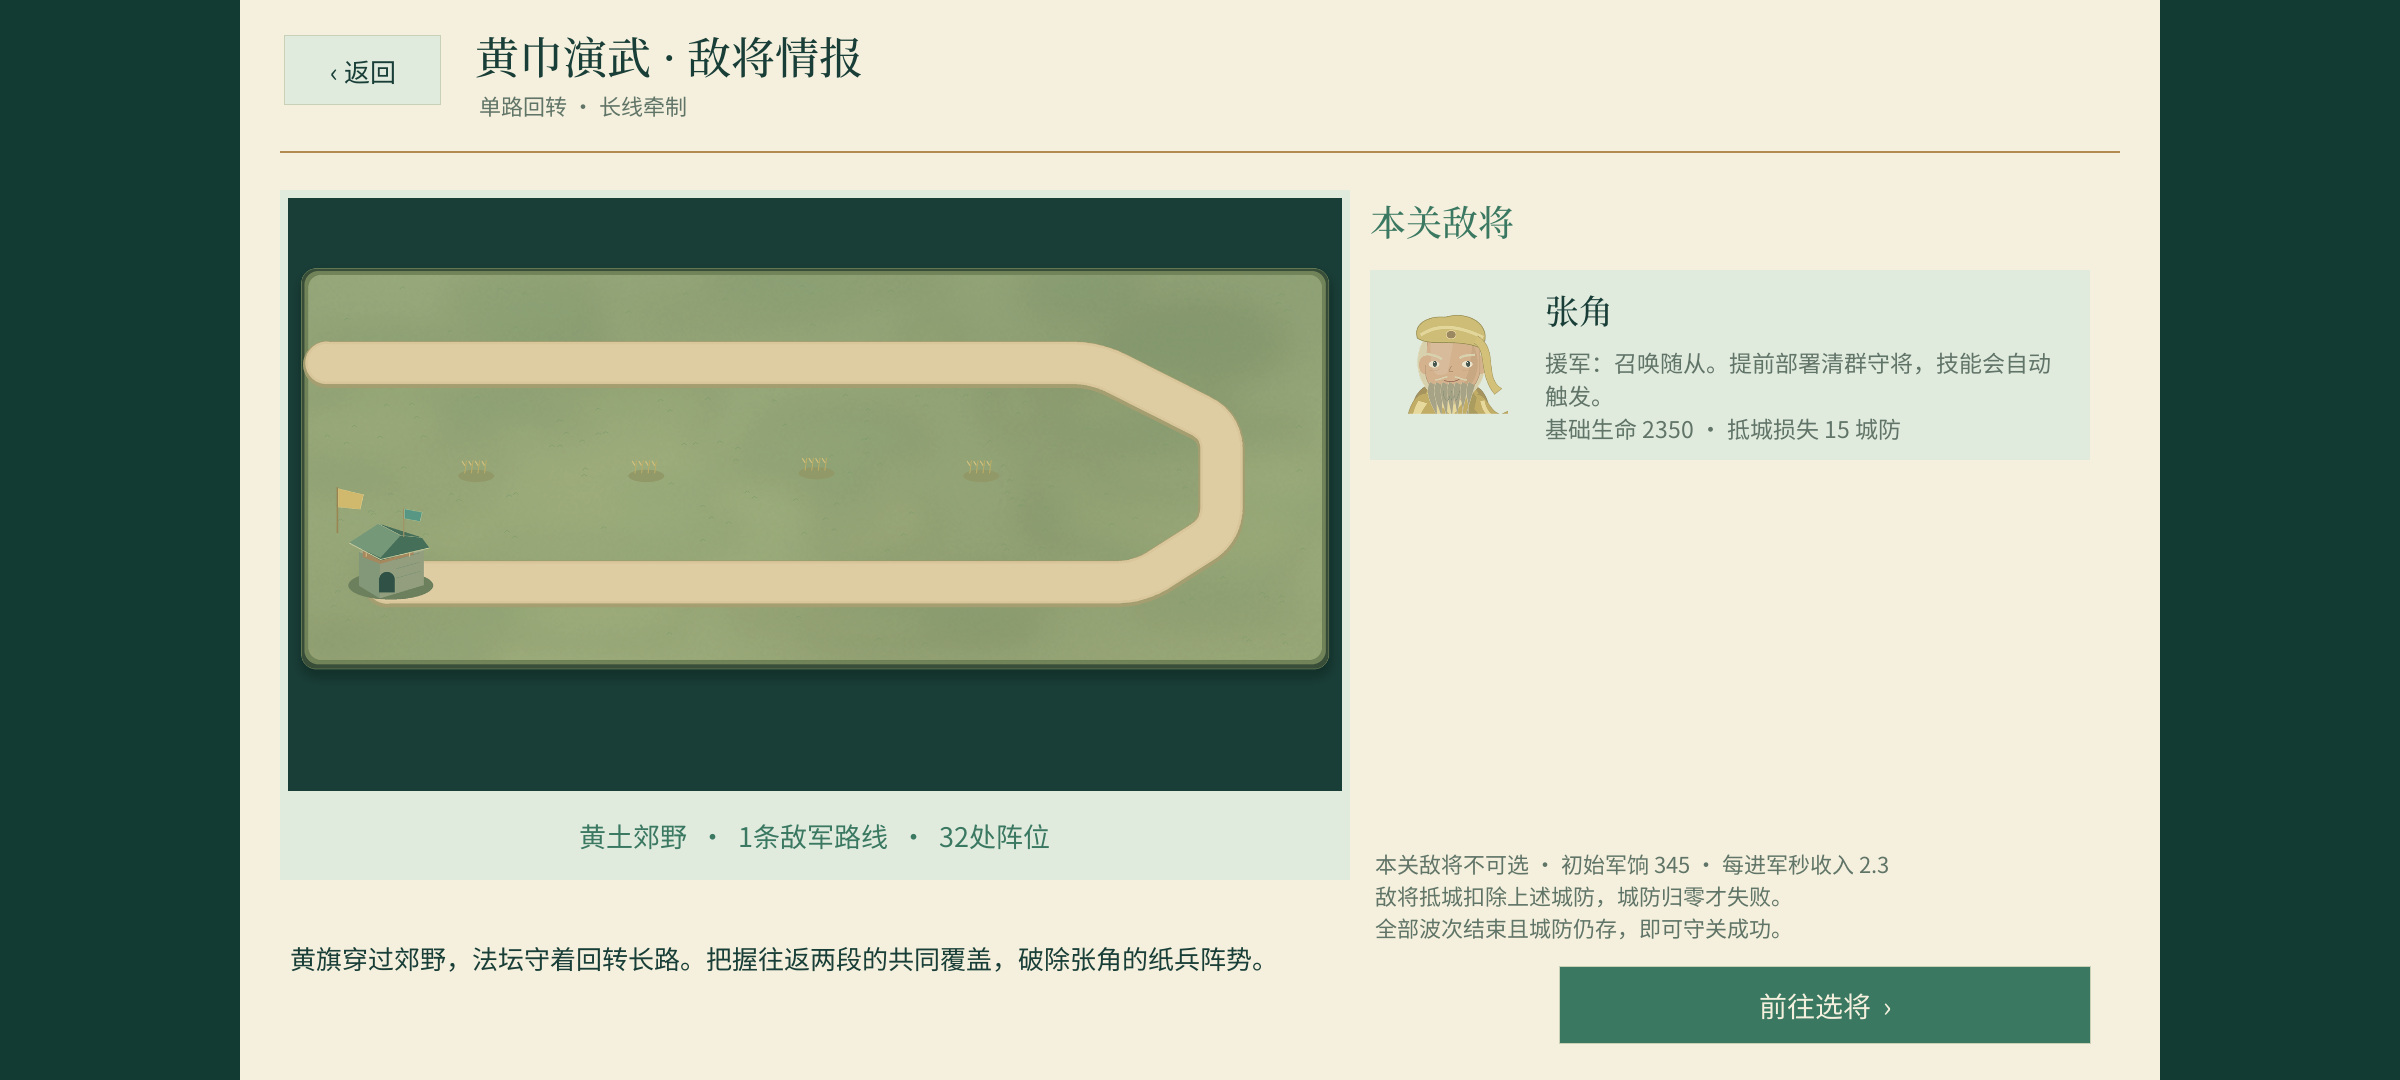 ‹ 返回
黄巾演武 · 敌将情报
单路回转 · 长线牵制
本关敌将
张角
援军：召唤随从。提前部署清群守将，技能会自动
触发。
基础生命 2350 · 抵城损失 15 城防
黄土郊野 · 1条敌军路线 · 32处阵位
本关敌将不可选 · 初始军饷 345 · 每进军秒收入 2.3
敌将抵城扣除上述城防，城防归零才失败。
全部波次结束且城防仍存，即可守关成功。
黄旗穿过郊野，法坛守着回转长路。把握往返两段的共同覆盖，破除张角的纸兵阵势。
前往选将 ›